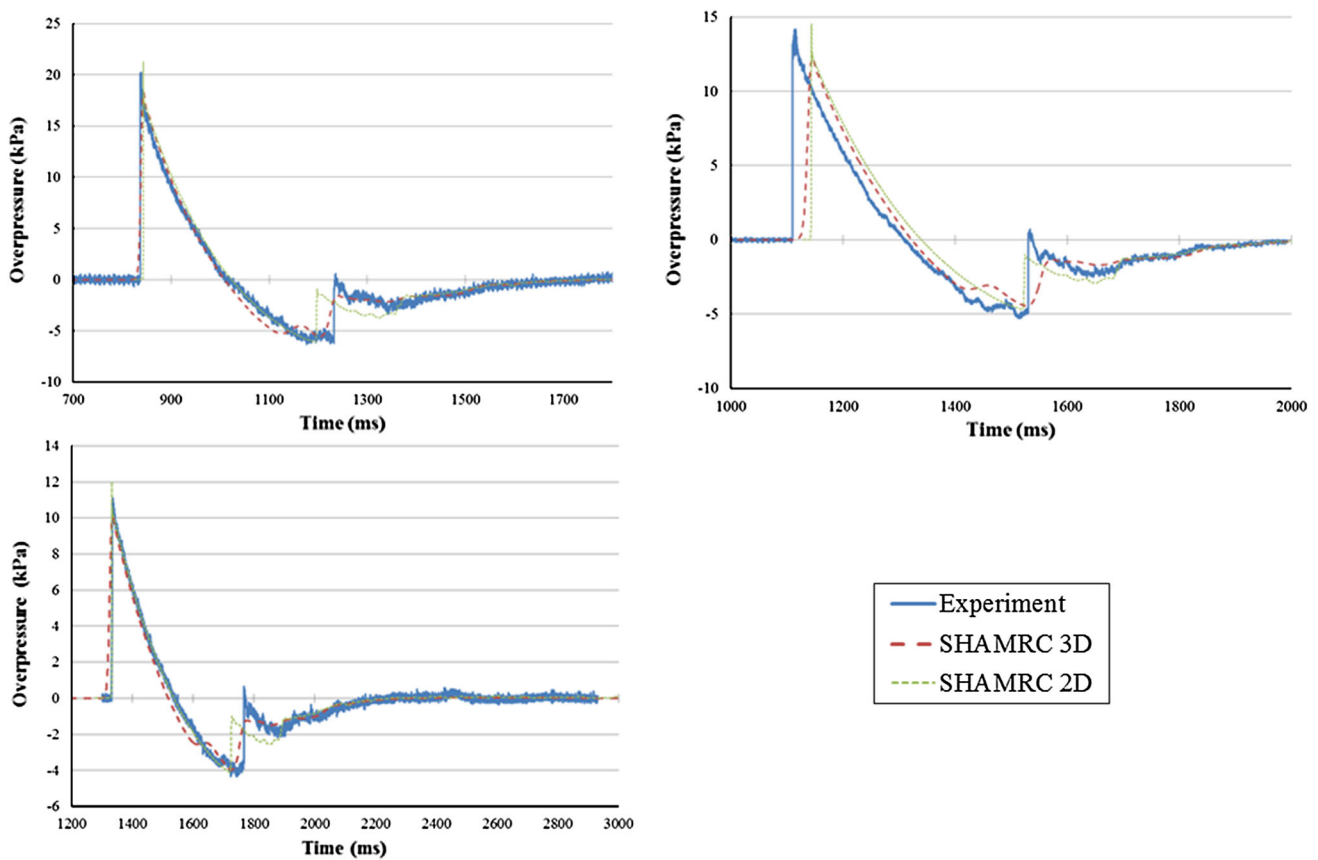 25
20
15
10
5
0
-5
-10
Overpressure (kPa)
700 900 1100 1300 1500 1700
Time (ms)
15
10
5
0
-5
-10
Overpressure (kPa)
1000 1200 1400 1600 1800 2000
Time (ms)
14
12
10
8
6
4
2
0
-2
-4
-6
Overpressure (kPa)
1200 1400 1600 1800 2000 2200 2400 2600 2800 3000
Time (ms)
Experiment
SHAMRC 3D
SHAMRC 2D